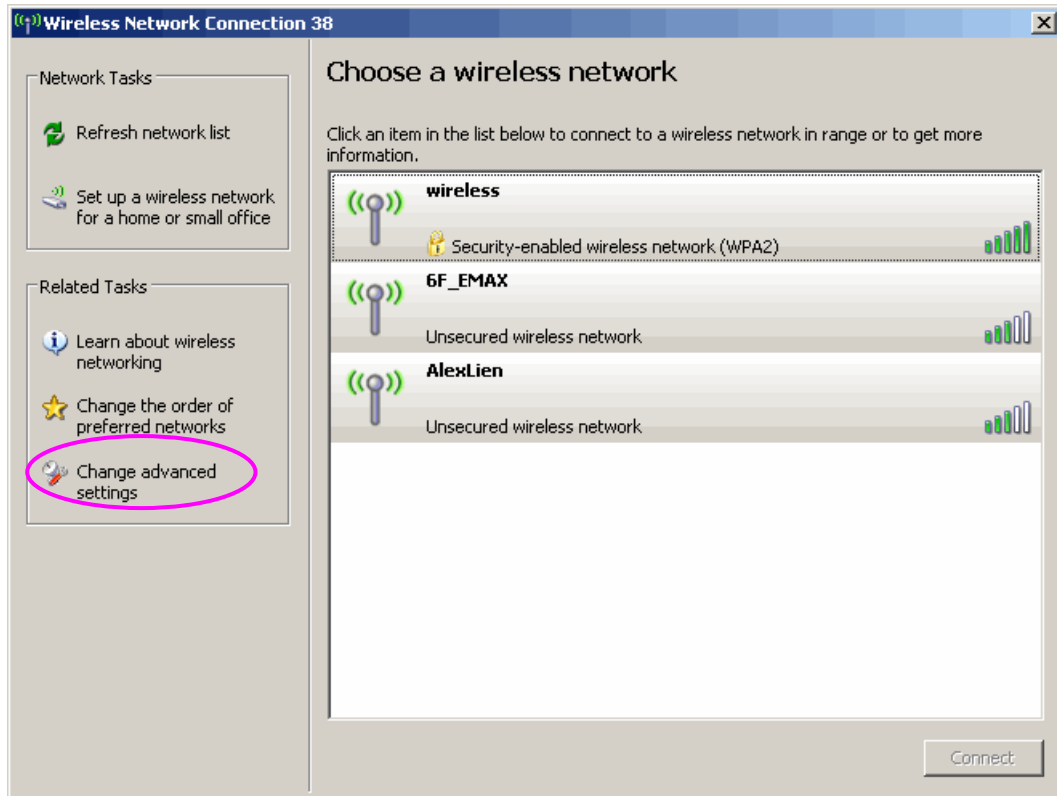 Wireless Network Connection 38
Network Tasks
Refresh network list
Set up a wireless network
for a home or small office
Related Tasks
Learn about wireless
networking
Change the order of
preferred networks
Change advanced
settings
Choose a wireless network
Click an item in the list below to connect to a wireless network in range or to get more
information.
wireless
Security-enabled wireless network (WPA2)
6F_EMAX
Unsecured wireless network
AlexLien
Unsecured wireless network
Connect